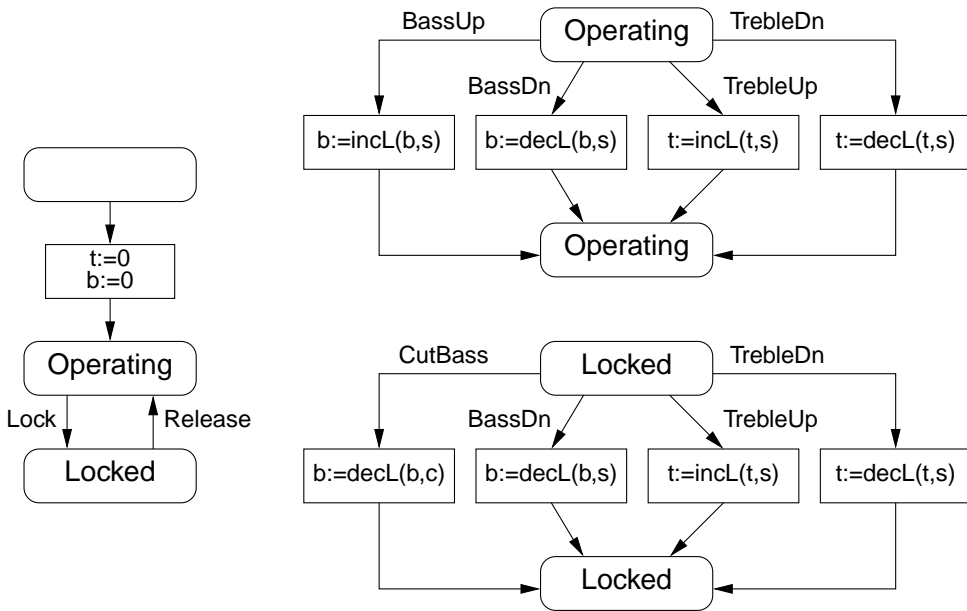 t:=0
b:=0
Operating
Lock
Release
Locked
BassUp
Operating
TrebleDn
BassDn
TrebleUp
b:=incL(b,s)
b:=decL(b,s)
t:=incL(t,s)
t:=decL(t,s)
Operating
CutBass
Locked
TrebleDn
BassDn
TrebleUp
b:=decL(b,c)
b:=decL(b,s)
t:=incL(t,s)
t:=decL(t,s)
Locked